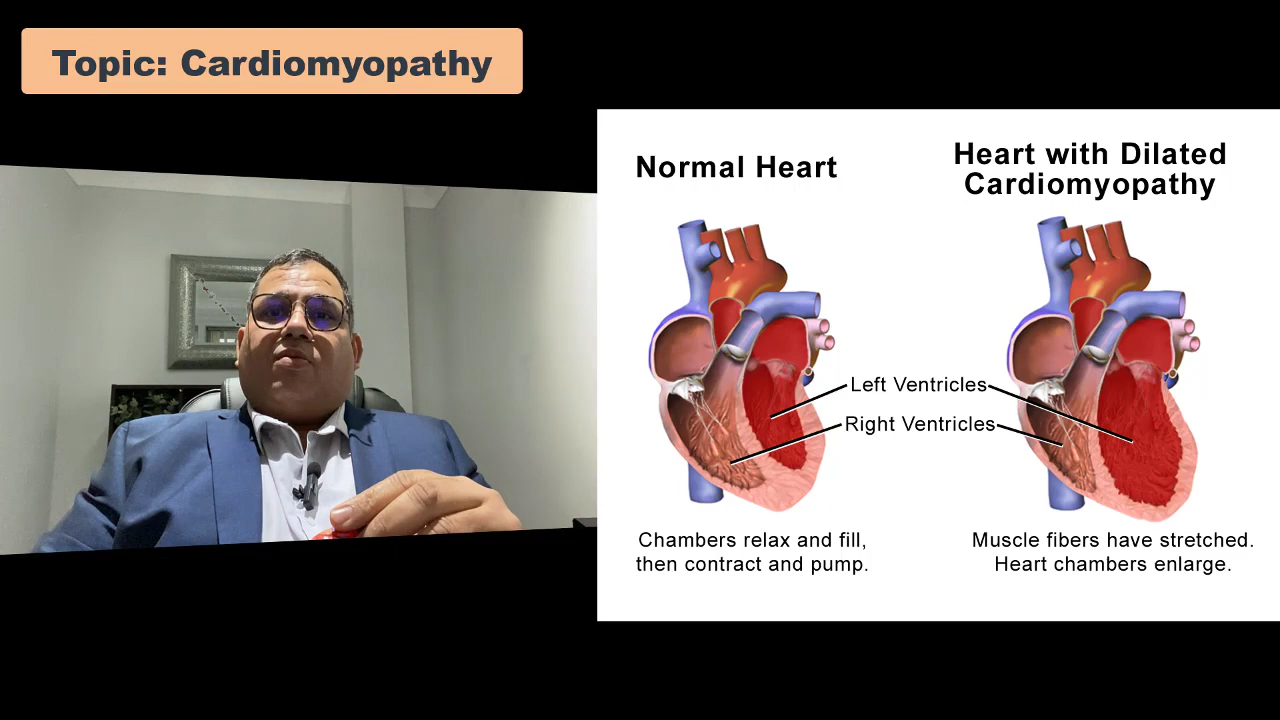 Topic: Cardiomyopathy
Normal Heart
Heart with Dilated
Cardiomyopathy
Left Ventricles
Right Ventricles
Chambers relax and fill,
then contract and pump.
Muscle fibers have stretched.
Heart chambers enlarge.